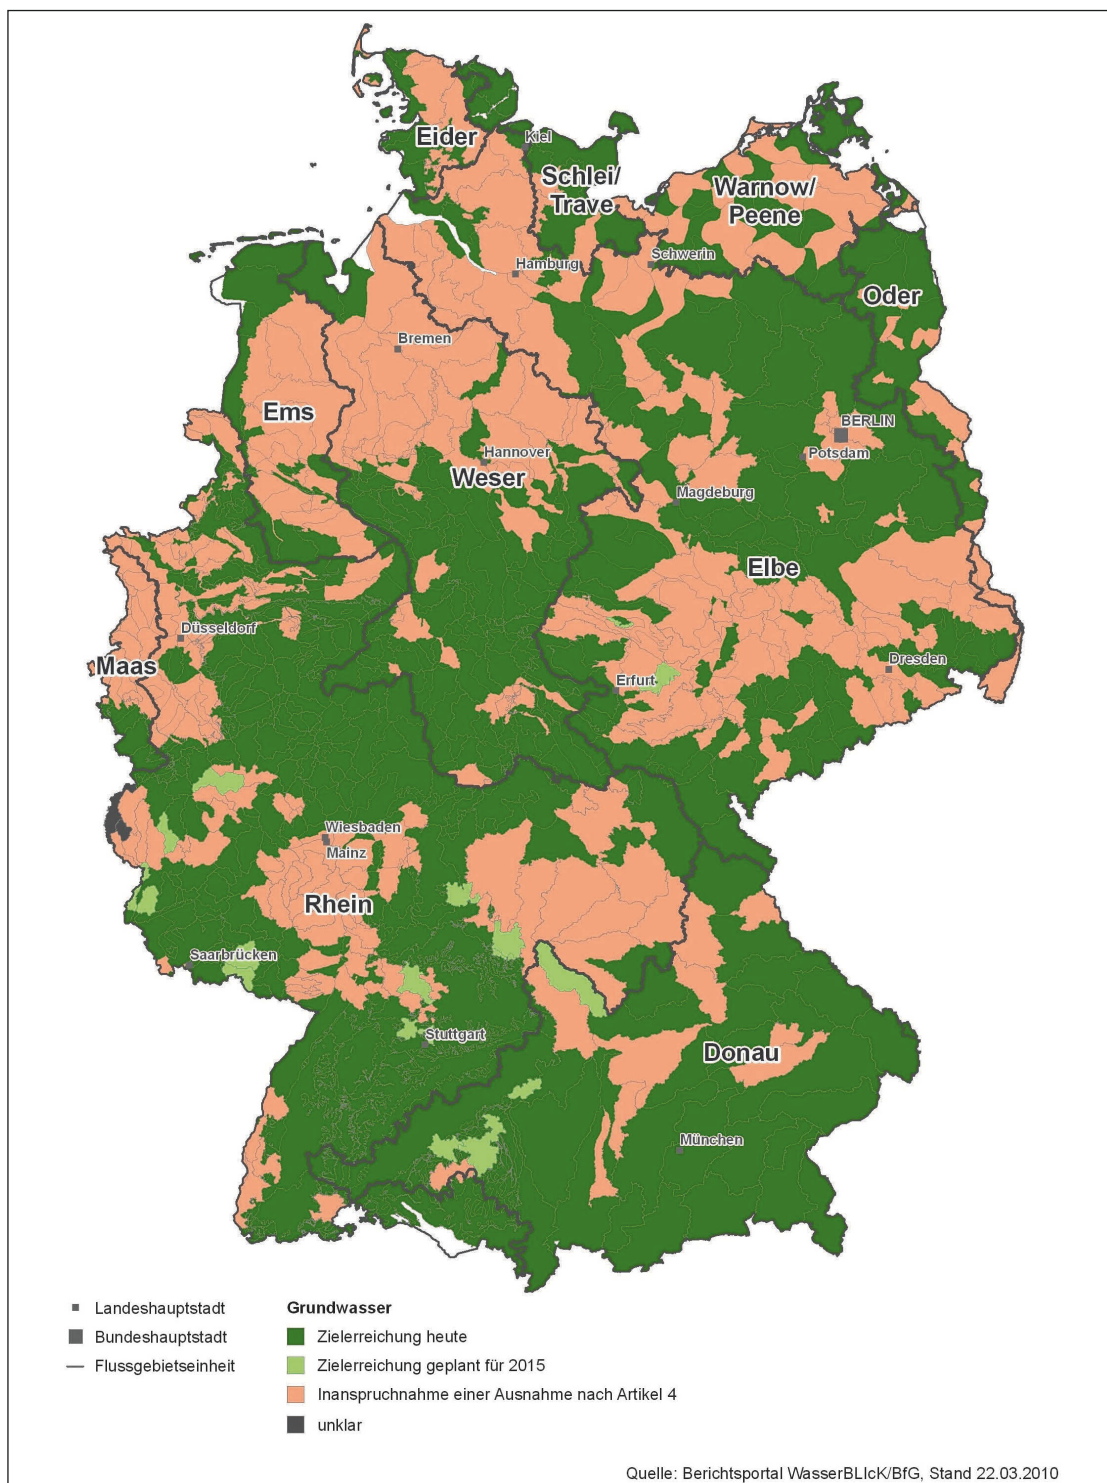 Eider
Kiel
Schlei/
Trave
Warnow/
Peene
Schwerin
Hamburg
Oder
Bremen
Ems
BERLIN
Potsdam
Hannover
Weser
Magdeburg
Elbe
Düsseldorf
Maas
Dresden
Erfurt
Wiesbaden
Mainz
Rhein
Saarbrücken
Stuttgart
Donau
München
Landeshauptstadt
Bundeshauptstadt
Flussgebietseinheit
Grundwasser
Zielerreichung heute
Zielerreichung geplant für 2015
Inanspruchnahme einer Ausnahme nach Artikel 4
unklar
Quelle: Berichtsportal WasserBLIcK/BfG, Stand 22.03.2010